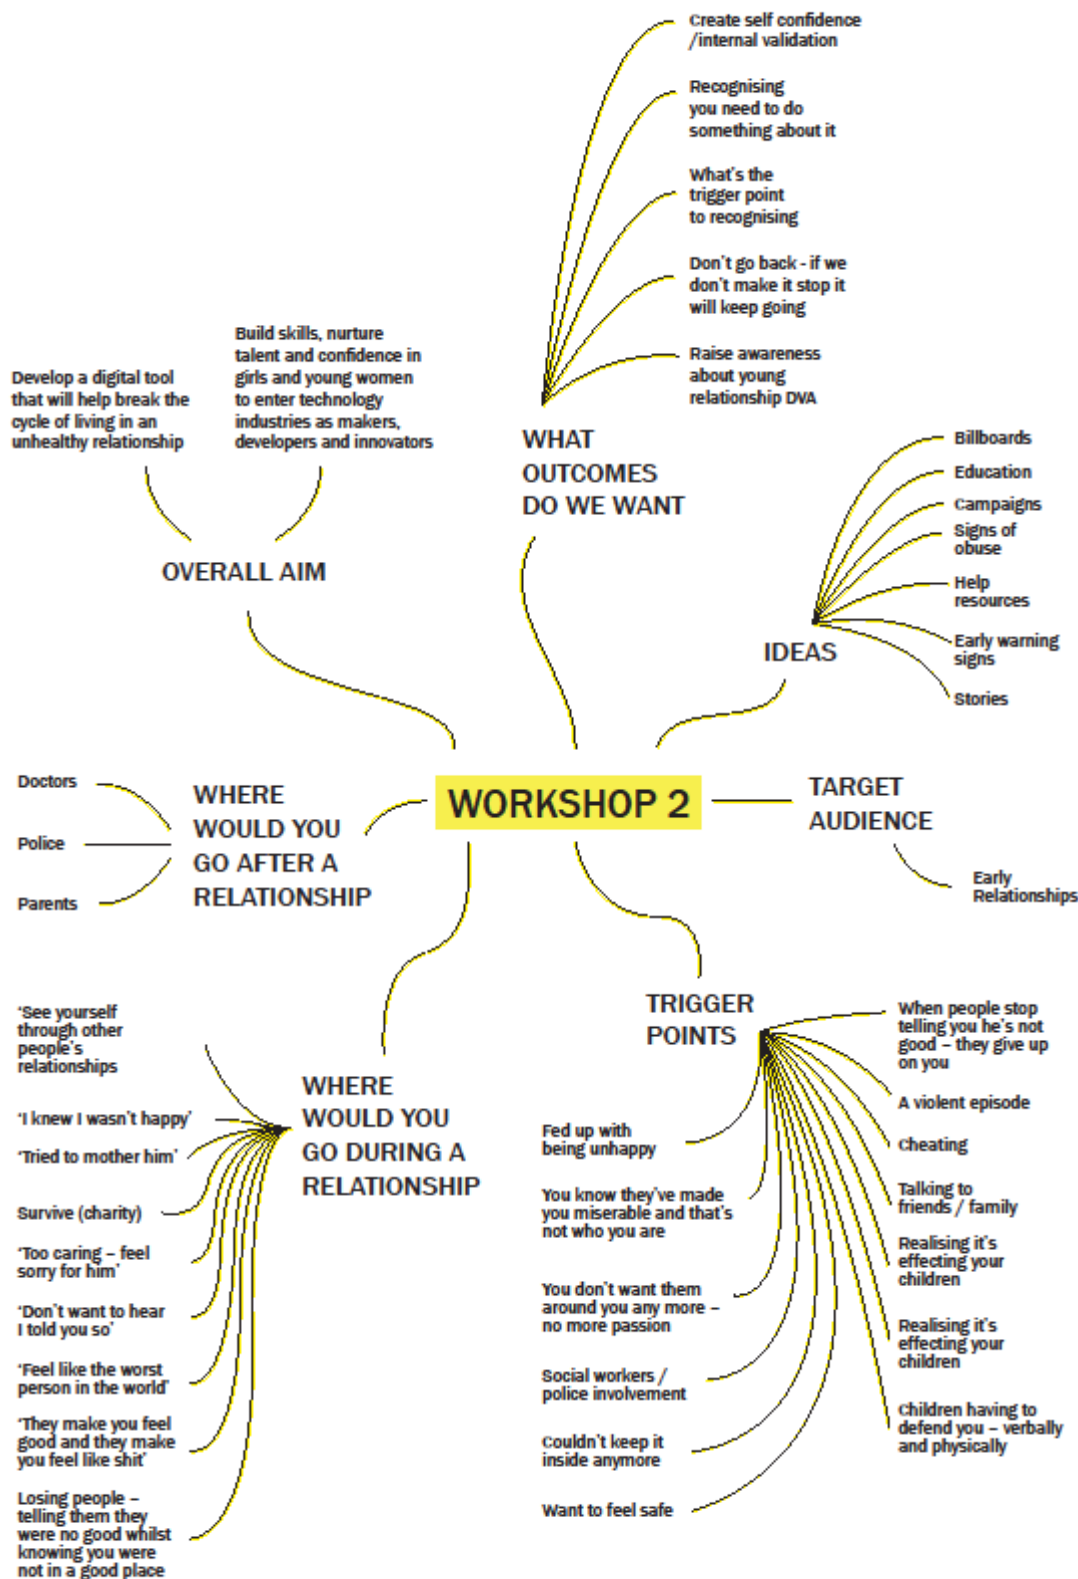 Create self confidence
/internal validation
Recognising
you need to do
something about it
What's the
trigger point
to recognising
Don't go back - if we
don't make it stop it
will keep going
Raise awareness
about young
relationship DVA
Build skills, nurture
talent and confidence in
girls and young women
to enter technology
industries as makers,
developers and innovators
Develop a digital tool
that will help break the
cycle of living in an
unhealthy relationship
WHAT
OUTCOMES
DO WE WANT
OVERALL AIM
Billboards
Education
Campaigns
Signs of
obuse
Help
resources
Early warning
signs
Stories
IDEAS
WORKSHOP 2
Doctors
Police
Parents
WHERE
WOULD YOU
GO AFTER A
RELATIONSHIP
TARGET
AUDIENCE
Early
Relationships
'See yourself
through other
people's
relationships
'I knew I wasn't happy'
'Tried to mother him'
Survive (charity)
'Too caring – feel
sorry for him'
'Don't want to hear
I told you so'
'Feel like the worst
person in the world'
'They make you feel
good and they make
you feel like shit'
Losing people –
telling them they
were no good whilst
knowing you were
not in a good place
WHERE
WOULD YOU
GO DURING A
RELATIONSHIP
TRIGGER
POINTS
Fed up with
being unhappy
You know they've made
you miserable and that's
not who you are
You don't want them
around you any more –
no more passion
Social workers /
police involvement
Couldn't keep it
inside anymore
Want to feel safe
When people stop
telling you he's not
good – they give up
on you
A violent episode
Cheating
Talking to
friends / family
Realising it's
effecting your
children
Realising it's
effecting your
children
Children having to
defend you – verbally
and physically